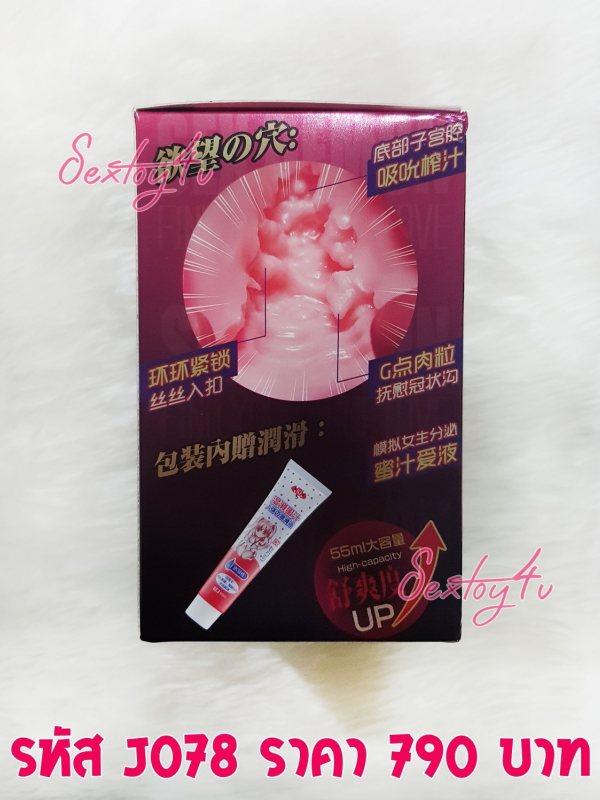 欲望の穴:
Sextoy4u
底部子宫腔
吸吮榨汁
环环紧锁
丝丝入扣
G点肉粒
抚慰冠状沟
包装內贈潤滑：
模拟女生分泌
蜜汁爱液
55ml大容量
High-capacity
舒爽度
UP
Sextoy4u
รหัส J078 ราคา 790 บาท